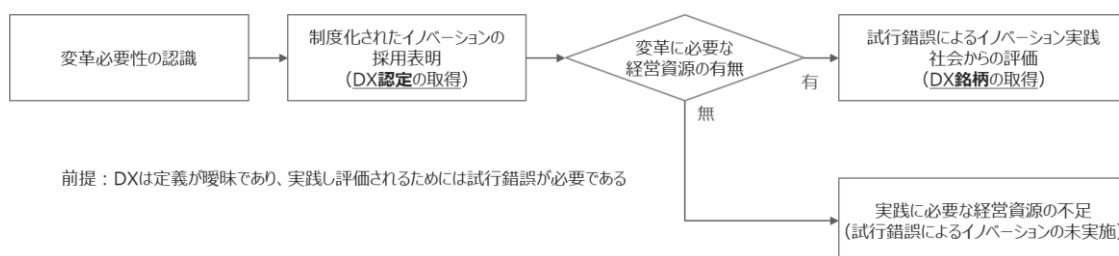 変革必要性の認識
制度化されたイノベーションの
採用表明
(DX認定の取得)
変革に必要な
経営資源の有無
有
試行錯誤によるイノベーション実践
社会からの評価
(DX銘柄の取得)
無
前提：DXは定義が曖昧であり、実践し評価されるためには試行錯誤が必要である
実践に必要な経営資源の不足
(試行錯誤によるイノベーションの未実施)